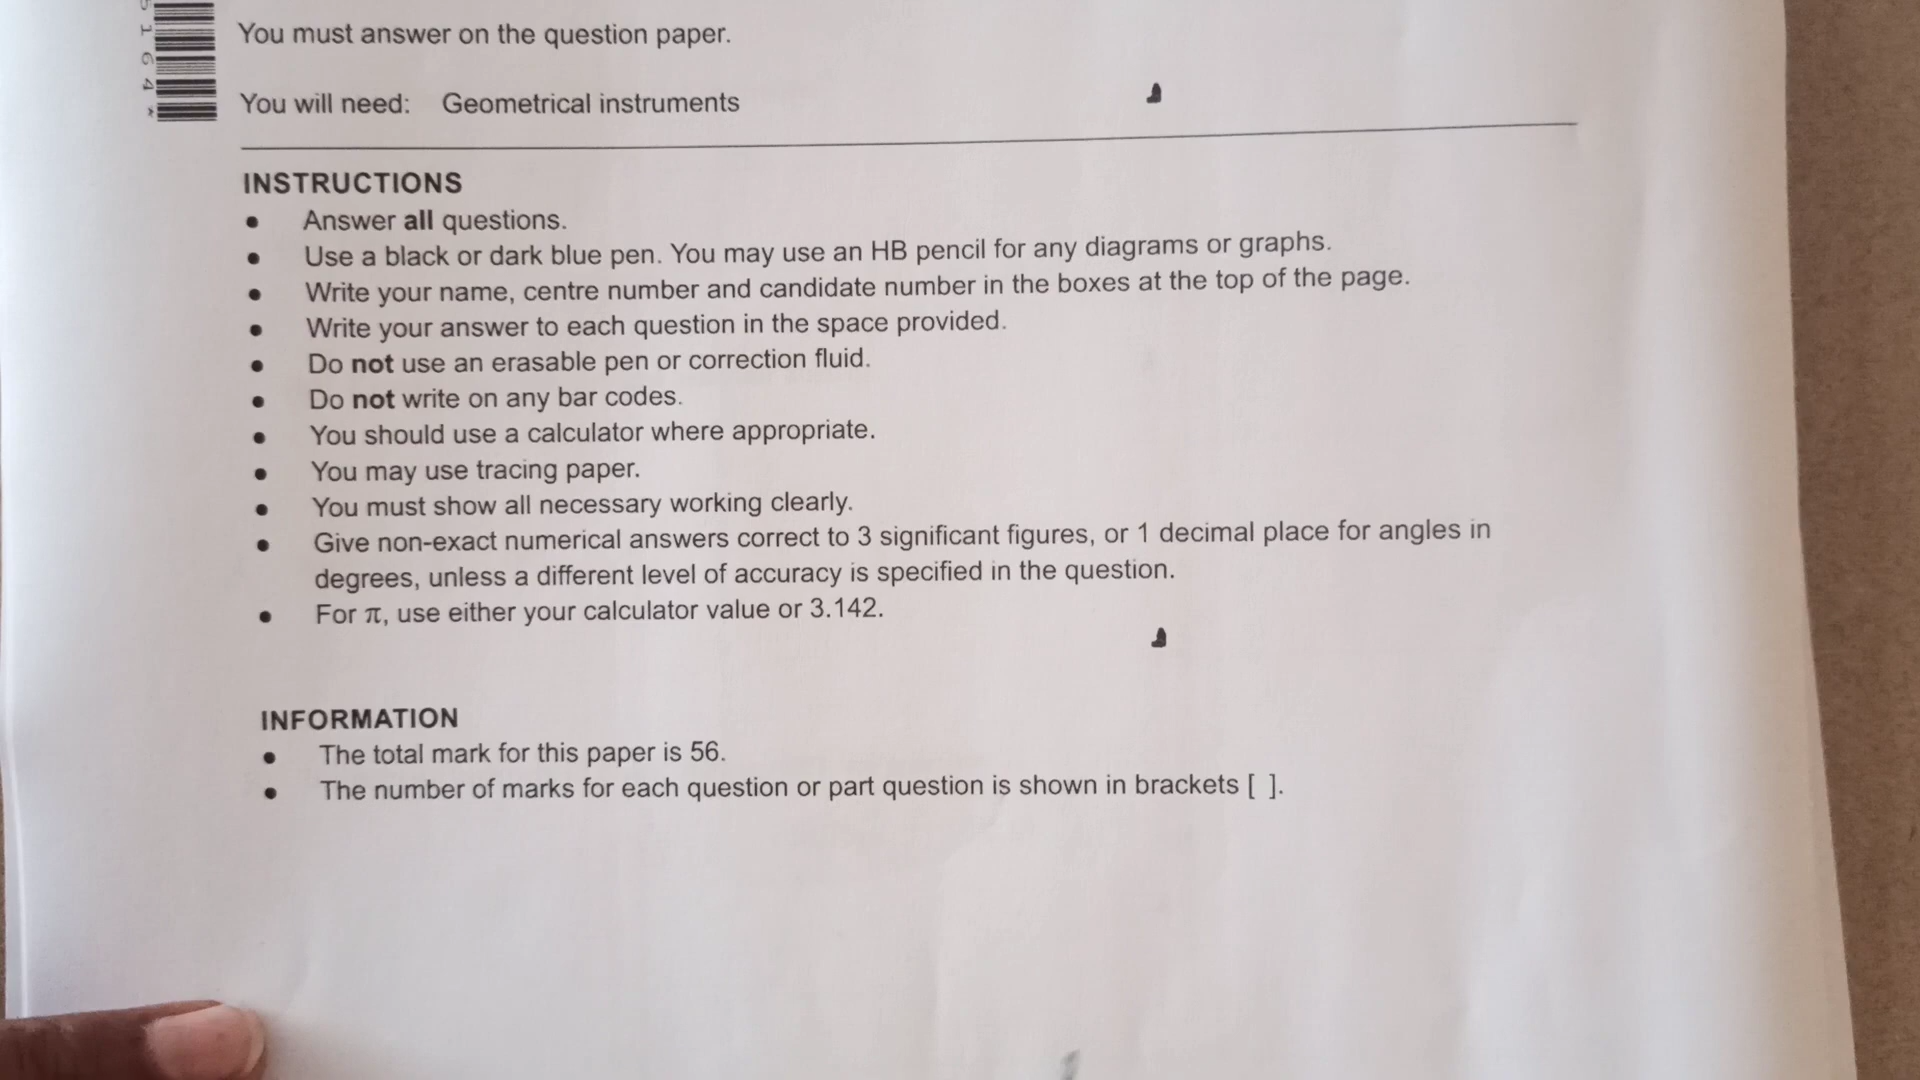 5164*
You must answer on the question paper.
You will need: Geometrical instruments
INSTRUCTIONS
• Answer all questions.
• Use a black or dark blue pen. You may use an HB pencil for any diagrams or graphs.
• Write your name, centre number and candidate number in the boxes at the top of the page.
• Write your answer to each question in the space provided.
• Do not use an erasable pen or correction fluid.
• Do not write on any bar codes.
• You should use a calculator where appropriate.
• You may use tracing paper.
• You must show all necessary working clearly.
• Give non-exact numerical answers correct to 3 significant figures, or 1 decimal place for angles in
degrees, unless a different level of accuracy is specified in the question.
• For π, use either your calculator value or 3.142.
INFORMATION
• The total mark for this paper is 56.
• The number of marks for each question or part question is shown in brackets [ ].